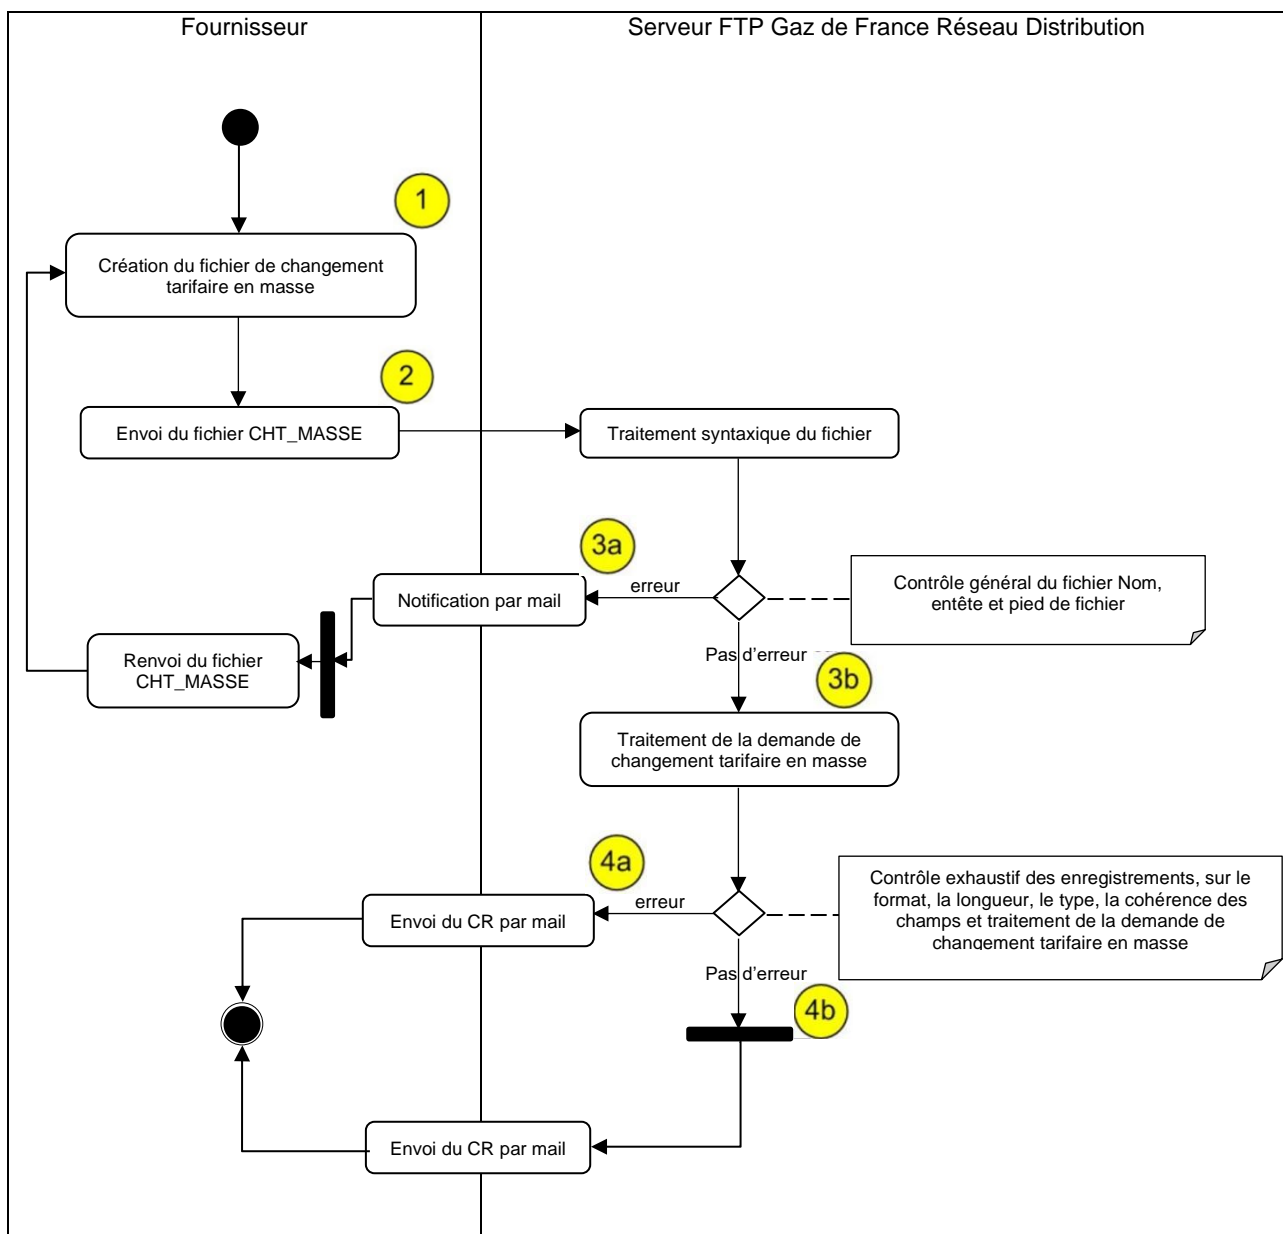 Fournisseur
Serveur FTP Gaz de France Réseau Distribution
1
Création du fichier de changement
tarifaire en masse
2
Envoi du fichier CHT_MASSE
Traitement syntaxique du fichier
3a
erreur
Notification par mail
Contrôle général du fichier Nom,
entête et pied de fichier
Renvoi du fichier
CHT_MASSE
Pas d’erreur
3b
Traitement de la demande de
changement tarifaire en masse
4a
erreur
Envoi du CR par mail
Contrôle exhaustif des enregistrements, sur le
format, la longueur, le type, la cohérence des
champs et traitement de la demande de
changement tarifaire en masse
Pas d’erreur
4b
Envoi du CR par mail